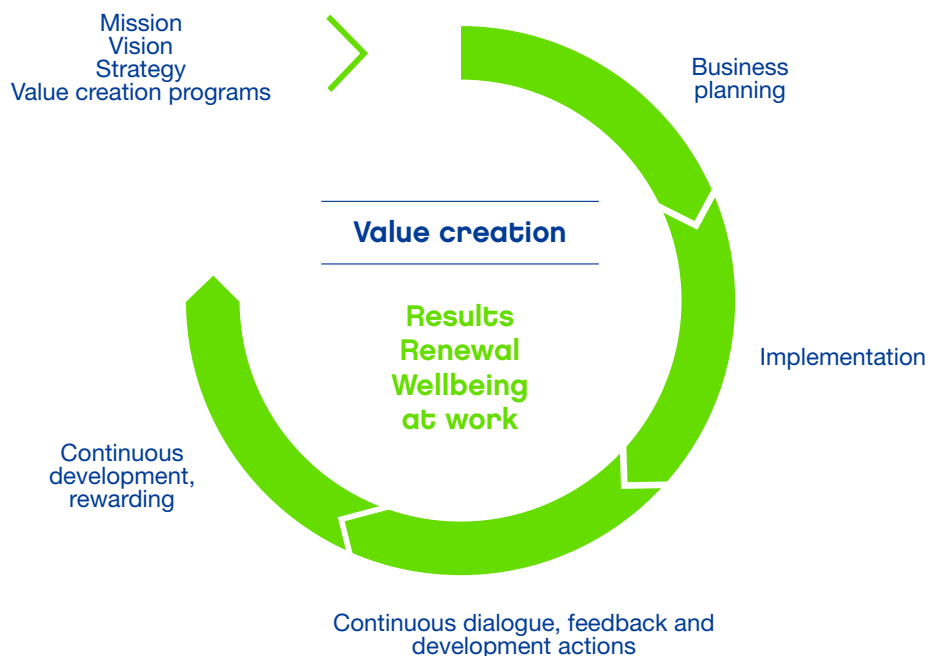 Mission
Vision
Strategy
Value creation programs
Business
planning
Value creation
Results
Renewal
Wellbeing
at work
Implementation
Continuous
development,
rewarding
Continuous dialogue, feedback and
development actions